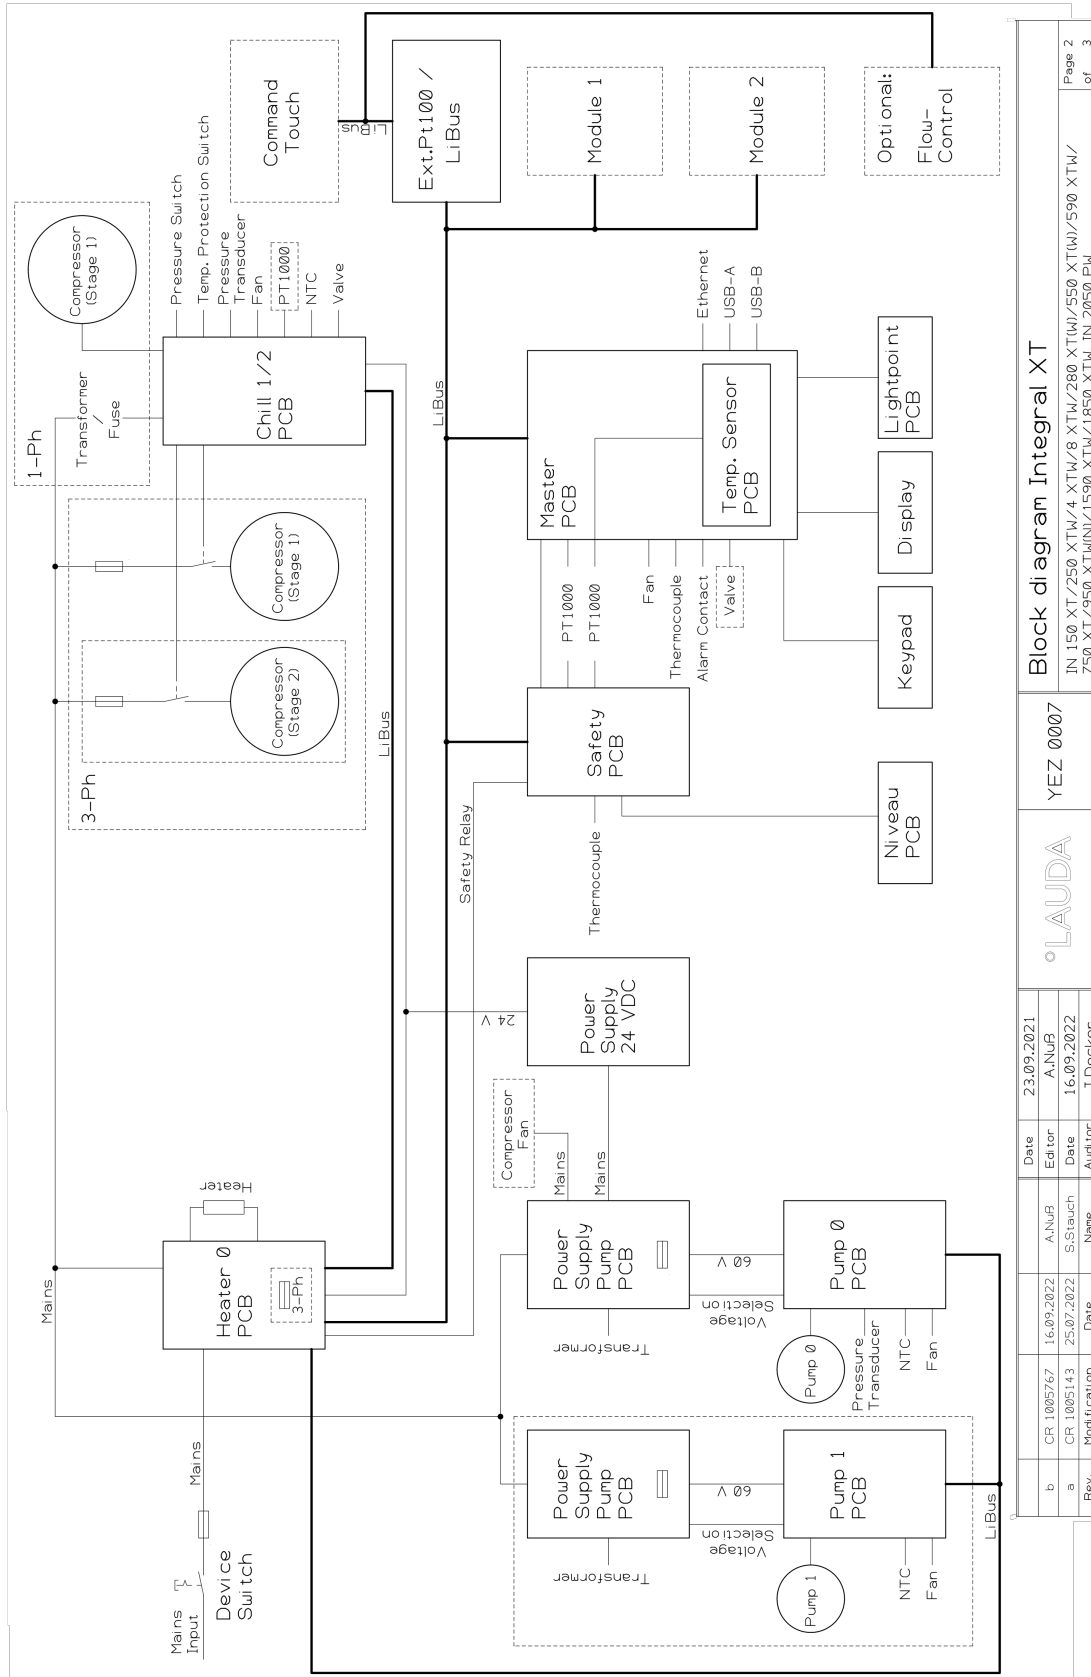 Mains
Input
Device
Switch
Mains
Mains
Heater 0
PCB
3-Ph
Heater
3-Ph
Compressor
(Stage 2)
Compressor
(Stage 1)
1-Ph
Transformer
/
Fuse
Compressor
(Stage 1)
Chill 1/2
PCB
Pressure Switch
Temp. Protection Switch
Pressure
Transducer
Fan
PT1000
NTC
Valve
Command
Touch
LiBus
LiBus
Ext.Pt100 /
LiBus
LiBus
LiBus
Safety Relay
24 V
Module 1
Module 2
Optional:
Flow-
Control
Compressor
Fan
Mains
Mains
Power
Supply
24 VDC
Thermocouple
Safety
PCB
PT1000
PT1000
Fan
Thermocouple
Alarm Contact
Valve
Master
PCB
Temp. Sensor
PCB
Ethernet
USB-A
USB-B
Niveau
PCB
Keypad
Display
Lightpoint
PCB
Power
Supply
Pump
PCB
Transformer
Voltage
Selection
60 V
Pump 1
PCB
Pump 1
NTC
Fan
Power
Supply
Pump
PCB
Transformer
Voltage
Selection
60 V
Pump 0
PCB
Pump 0
Pressure
Transducer
NTC
Fan
LiBus
b CR 1005767 16.09.2022 A.Nuß
a CR 1005143 25.07.2022 S.Stauch
Rev. Modification Date Name
Date 23.09.2021
Editor A.Nuß
Date 16.09.2022
Auditor
LAUDA
YEZ 0007
Block diagram Integral XT
IN 150 XT/250 XTW/4 XTW/8 XTW/280 XT(W)/550 XT(W)/590 XTW/
750 XT/950 XTW(N)/1590 XTW/1850 XTW, IN 2050 PW
Page 2
of 3